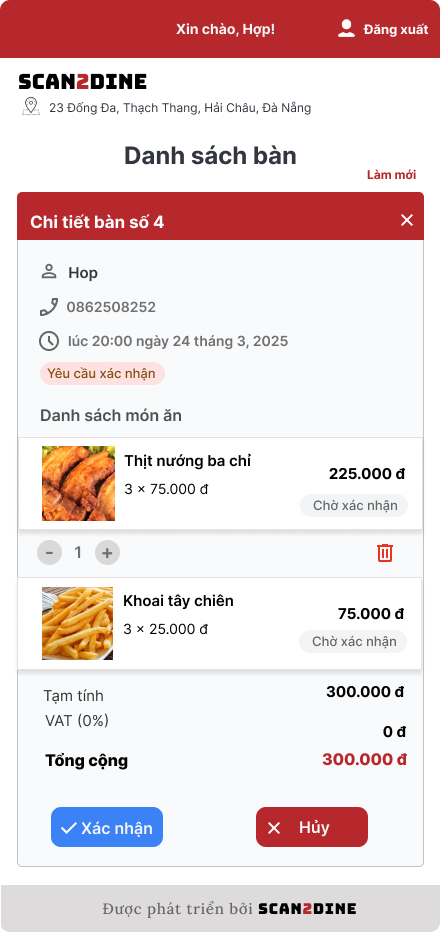 Xin chào, Hợp!
Đăng xuất
SCAN2DINE
23 Đống Đa, Thạch Thang, Hải Châu, Đà Nẵng
Danh sách bàn
Làm mới
Chi tiết bàn số 4
Hop
0862508252
lúc 20:00 ngày 24 tháng 3, 2025
Yêu cầu xác nhận
Danh sách món ăn
Thịt nướng ba chỉ
225.000 đ
3 × 75.000 đ
Chờ xác nhận
- 1 +
Khoai tây chiên
75.000 đ
3 × 25.000 đ
Chờ xác nhận
Tạm tính
300.000 đ
VAT (0%)
0 đ
Tổng cộng
300.000 đ
Xác nhận
Hủy
Được phát triển bởi SCAN2DINE